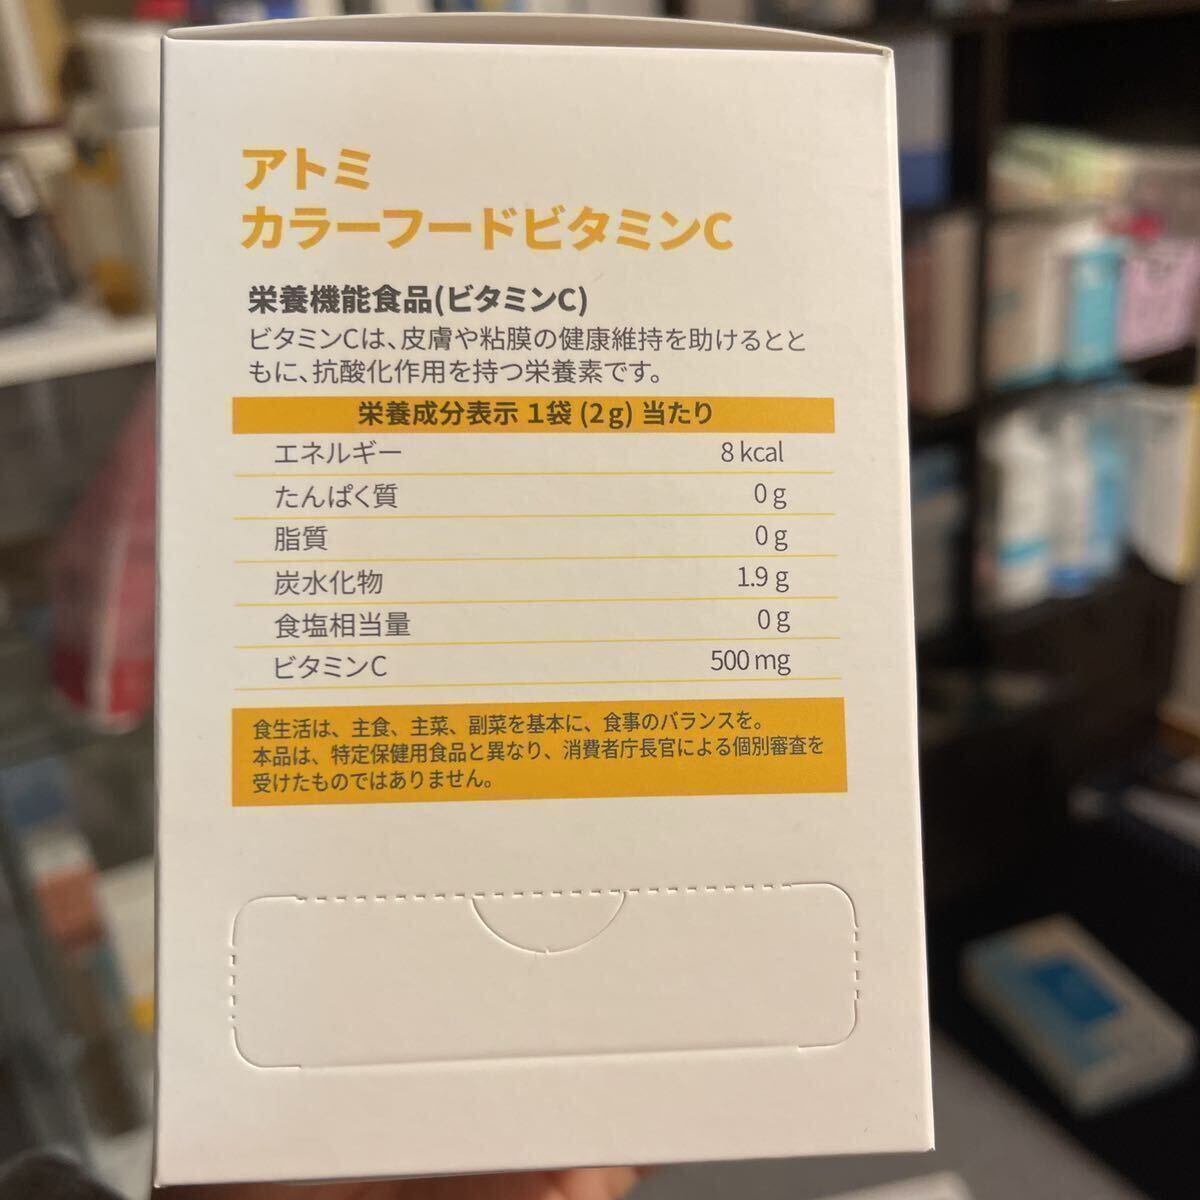 アトミ
カラーフードビタミンC
栄養機能食品(ビタミンC)
ビタミンCは、皮膚や粘膜の健康維持を助けるとと
もに、抗酸化作用を持つ栄養素です。
栄養成分表示 1袋 (2g) 当たり
エネルギー 8 kcal
たんぱく質 0 g
脂質 0 g
炭水化物 1.9 g
食塩相当量 0 g
ビタミンC 500 mg
食生活は、主食、主菜、副菜を基本に、食事のバランスを。
本品は、特定保健用食品と異なり、消費者庁長官による個別審査を
受けたものではありません。